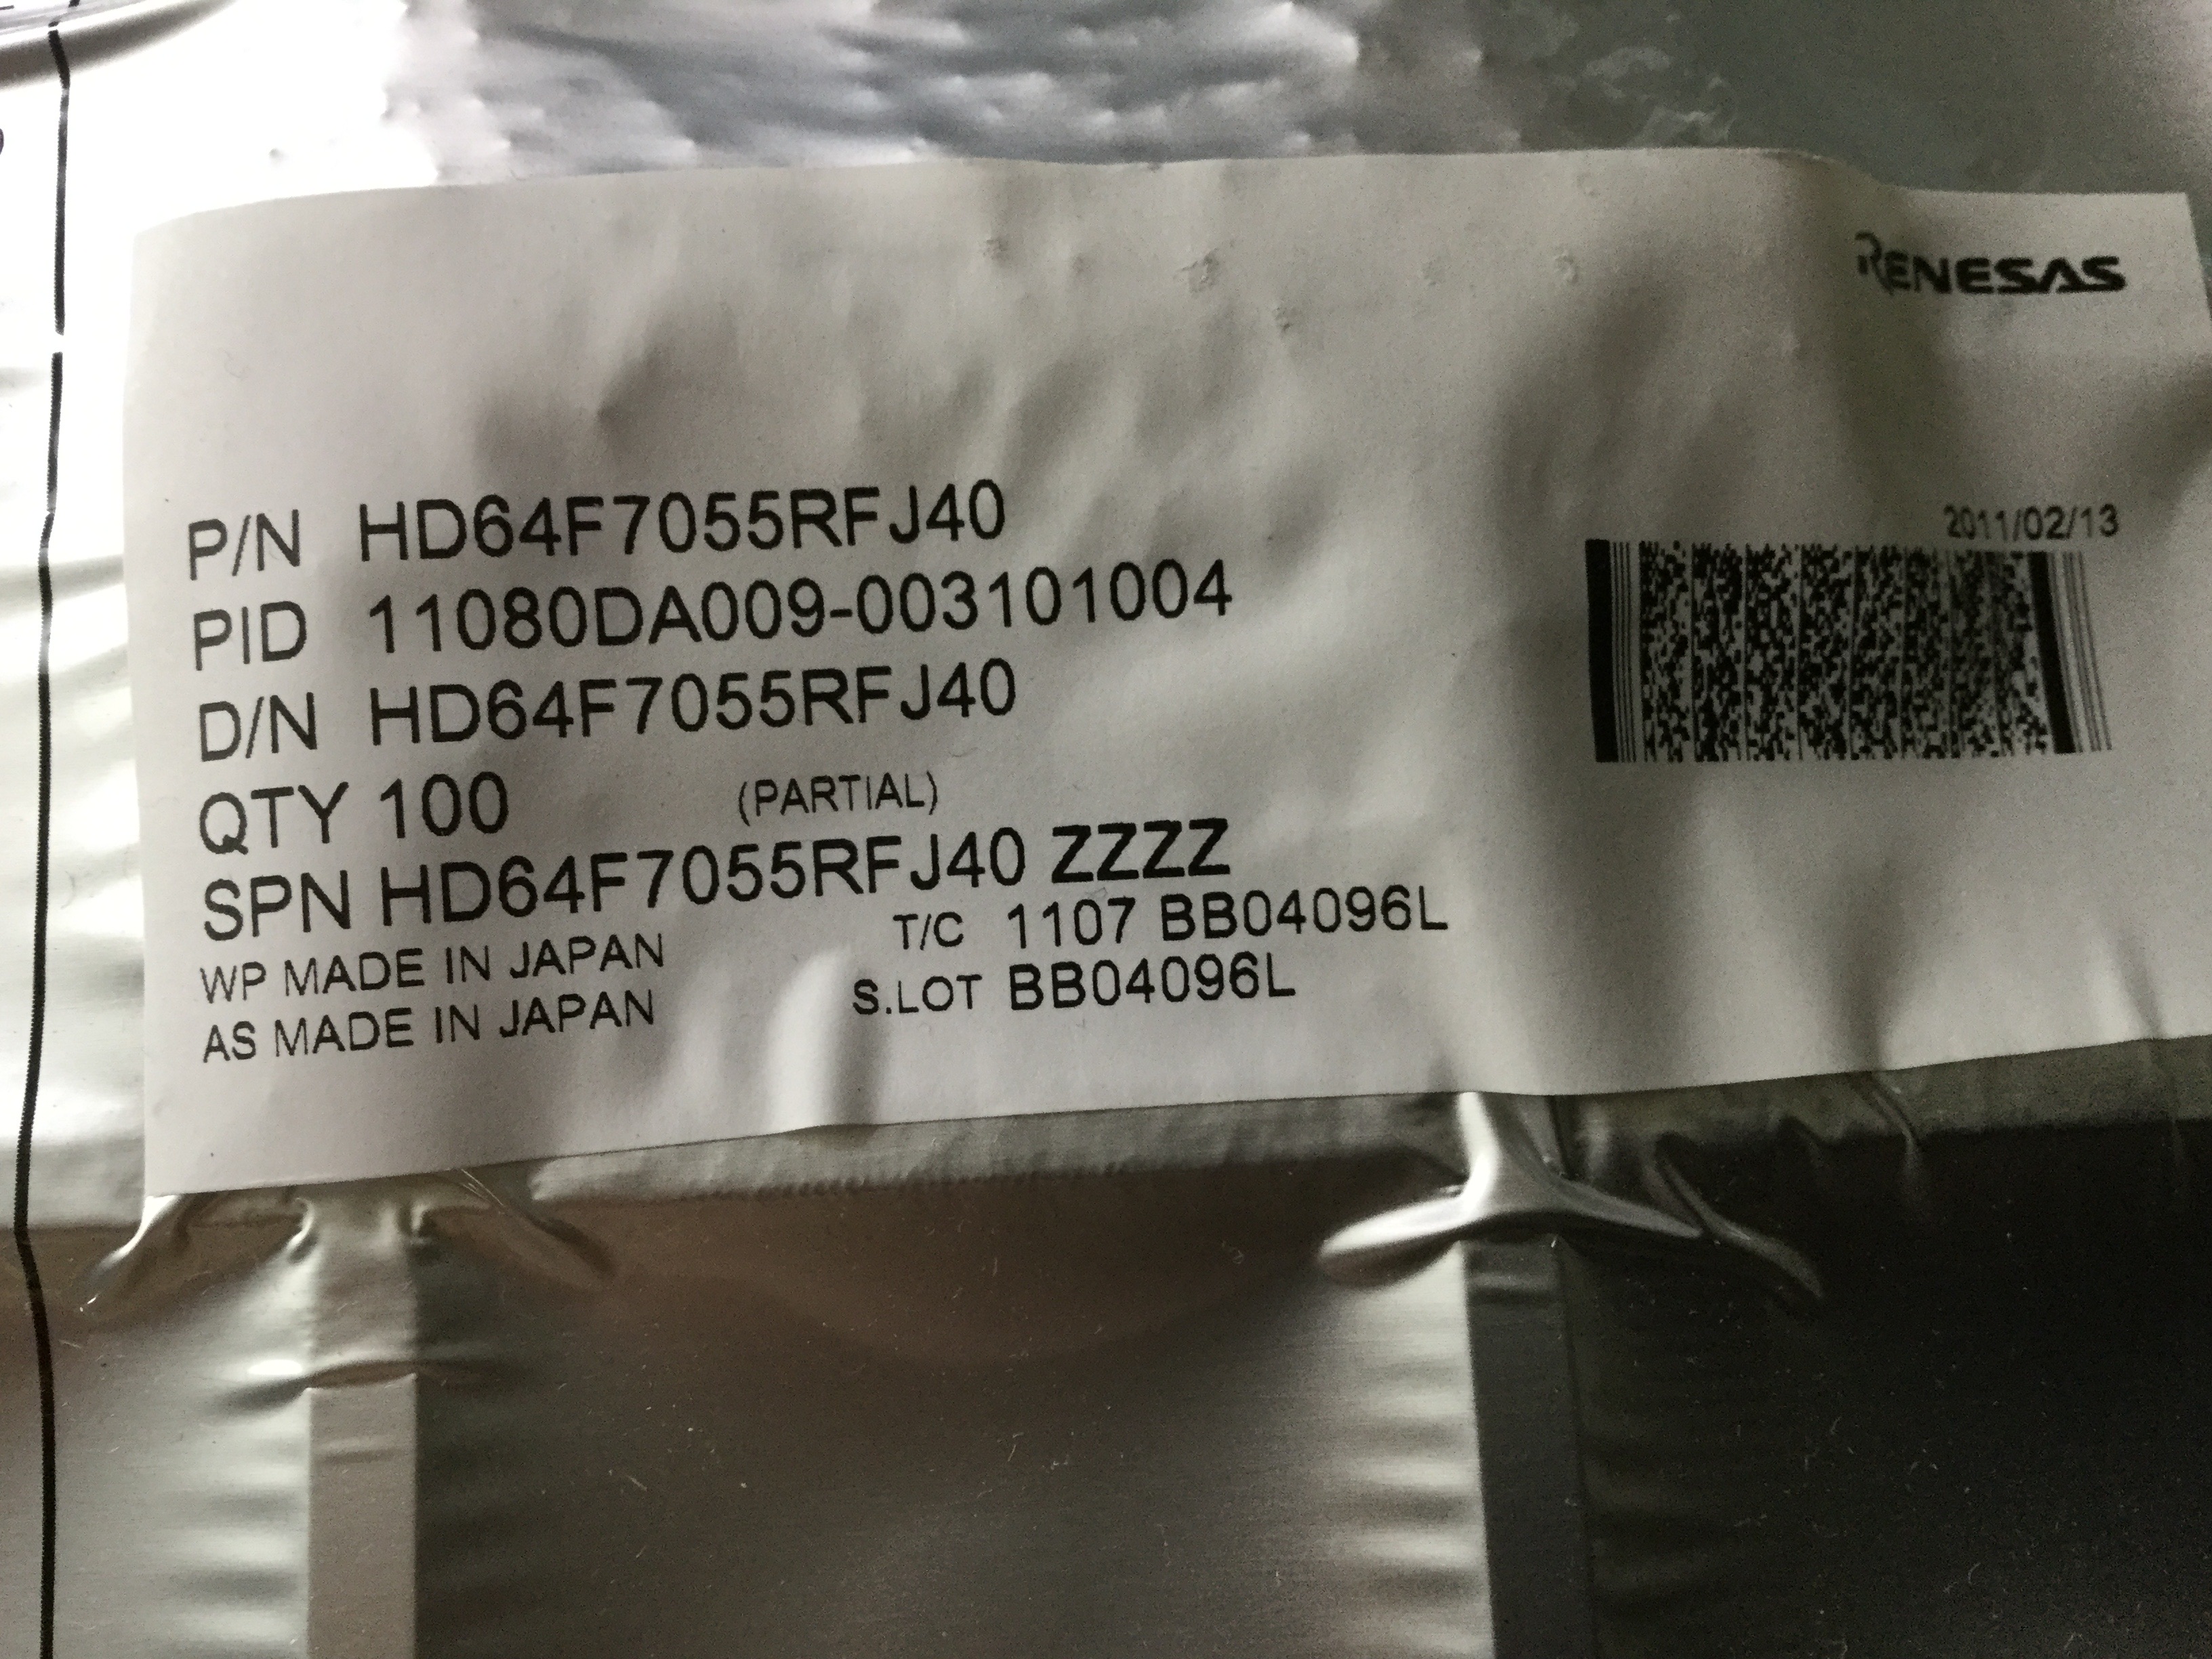 RENESAS
2011/02/13
P/N HD64F7055RFJ40
PID 11080DA009-003101004
D/N HD64F7055RFJ40
QTY 100 (PARTIAL)
SPN HD64F7055RFJ40 ZZZZ
T/C 1107 BB04096L
WP MADE IN JAPAN
S.LOT BB04096L
AS MADE IN JAPAN